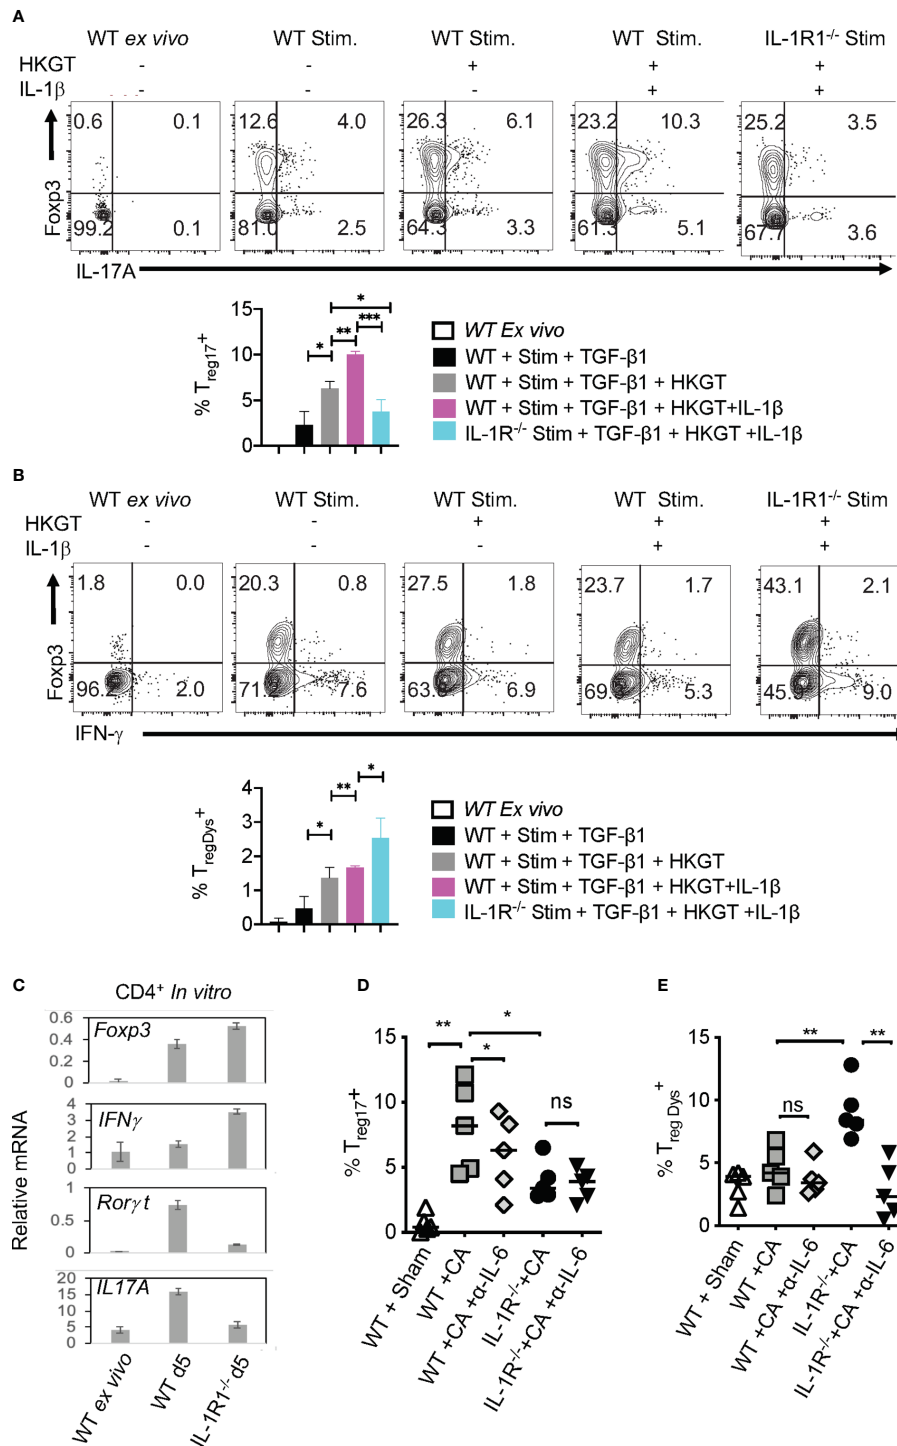 A
WT ex vivo WT Stim. WT Stim. WT Stim. IL-1R1-/- Stim
HKGT - - + + +
IL-1β - - - + +
0.6 0.1 12.6 4.0 26.3 6.1 23.2 10.3 25.2 3.5
Foxp3
99.2 0.1 81.0 2.5 64.3 3.3 61.3 5.1 67.7 3.6
IL-17A
% Treg17+
15
10
5
0
* ** *** *
WT Ex vivo
WT + Stim + TGF-β1
WT + Stim + TGF-β1 + HKGT
WT + Stim + TGF-β1 + HKGT+IL-1β
IL-1R-/- Stim + TGF-β1 + HKGT +IL-1β
B
WT ex vivo WT Stim. WT Stim. WT Stim. IL-1R1-/- Stim
HKGT - - + + +
IL-1β - - - + +
1.8 0.0 20.3 0.8 27.5 1.8 23.7 1.7 43.1 2.1
Foxp3
96.2 2.0 71.2 7.6 63.8 6.9 69.3 5.3 45.9 9.0
IFN-γ
% TregDys+
4
3
2
1
0
* ** *
WT Ex vivo
WT + Stim + TGF-β1
WT + Stim + TGF-β1 + HKGT
WT + Stim + TGF-β1 + HKGT+IL-1β
IL-1R-/- Stim + TGF-β1 + HKGT +IL-1β
C
CD4+ In vitro
Relative mRNA
Foxp3
0.6
0.4
0.2
0
IFNγ
4
3
2
1
0
Rorγt
1
0.5
0
IL17A
20
15
10
5
0
WT ex vivo
WT d5
IL-1R1-/- d5
D
% Treg17+
15
10
5
0
** * * ns
WT + Sham
WT +CA
WT +CA +α-IL-6
IL-1R-/-+CA
IL-1R-/-+CA +α-IL-6
E
% Treg Dys+
15
10
5
0
** ns **
WT + Sham
WT +CA
WT +CA +α-IL-6
IL-1R-/-+CA
IL-1R-/-+CA +α-IL-6